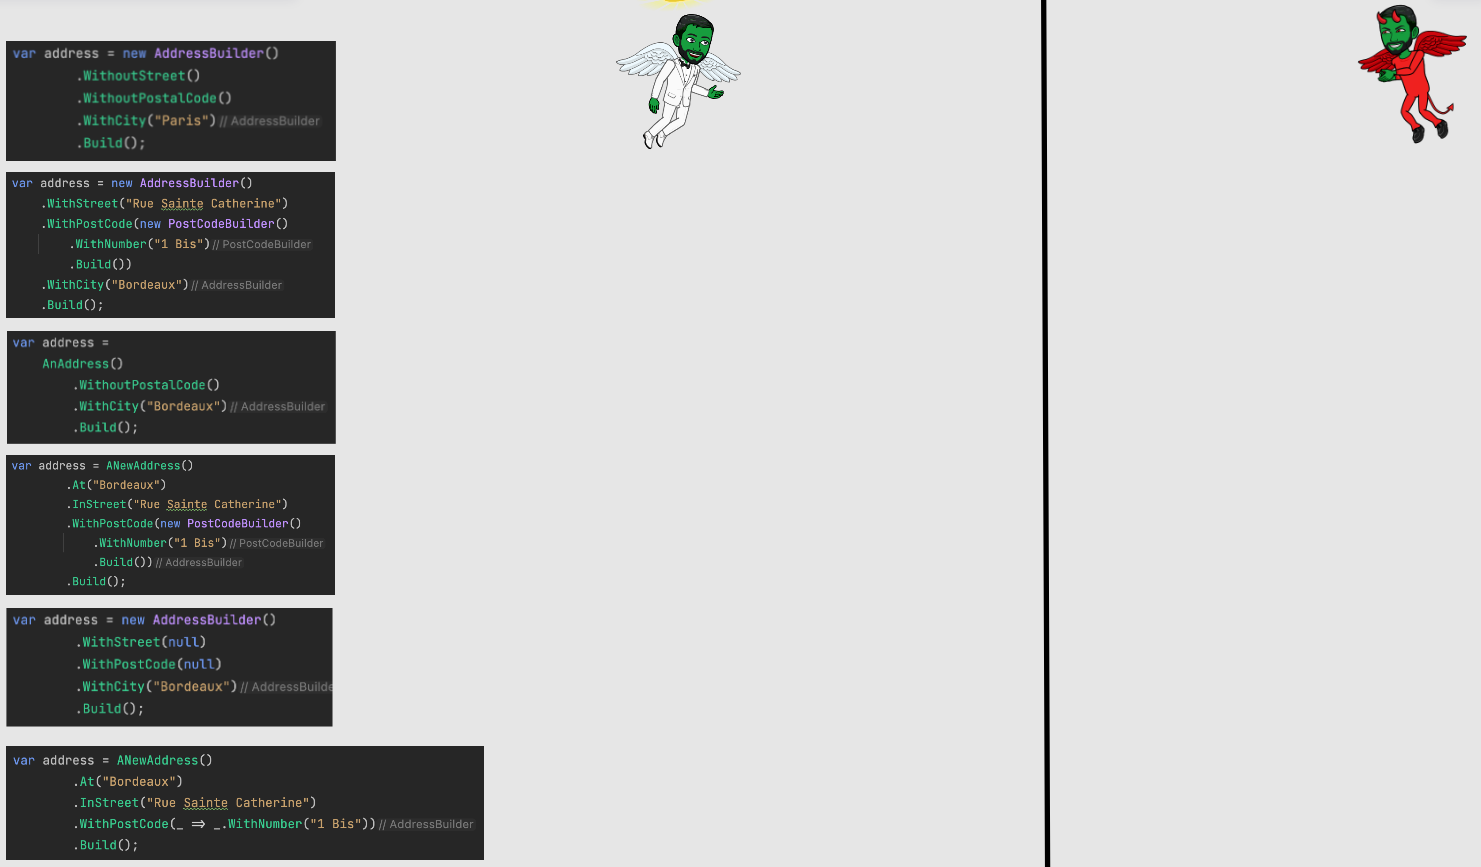 var address = new AddressBuilder()
.WithoutStreet()
.WithoutPostalCode()
.WithCity("Paris") // AddressBuilder
.Build();
var address = new AddressBuilder()
.WithStreet("Rue Sainte Catherine")
.WithPostCode(new PostCodeBuilder()
.WithNumber("1 Bis") // PostCodeBuilder
.Build())
.WithCity("Bordeaux") // AddressBuilder
.Build();
var address =
AnAddress()
.WithoutPostalCode()
.WithCity("Bordeaux") // AddressBuilder
.Build();
var address = ANewAddress()
.At("Bordeaux")
.InStreet("Rue Sainte Catherine")
.WithPostCode(new PostCodeBuilder()
.WithNumber("1 Bis") // PostCodeBuilder
.Build()) // AddressBuilder
.Build();
var address = new AddressBuilder()
.WithStreet(null)
.WithPostCode(null)
.WithCity("Bordeaux") // AddressBuilde
.Build();
var address = ANewAddress()
.At("Bordeaux")
.InStreet("Rue Sainte Catherine")
.WithPostCode(_ => _.WithNumber("1 Bis")) // AddressBuilder
.Build();